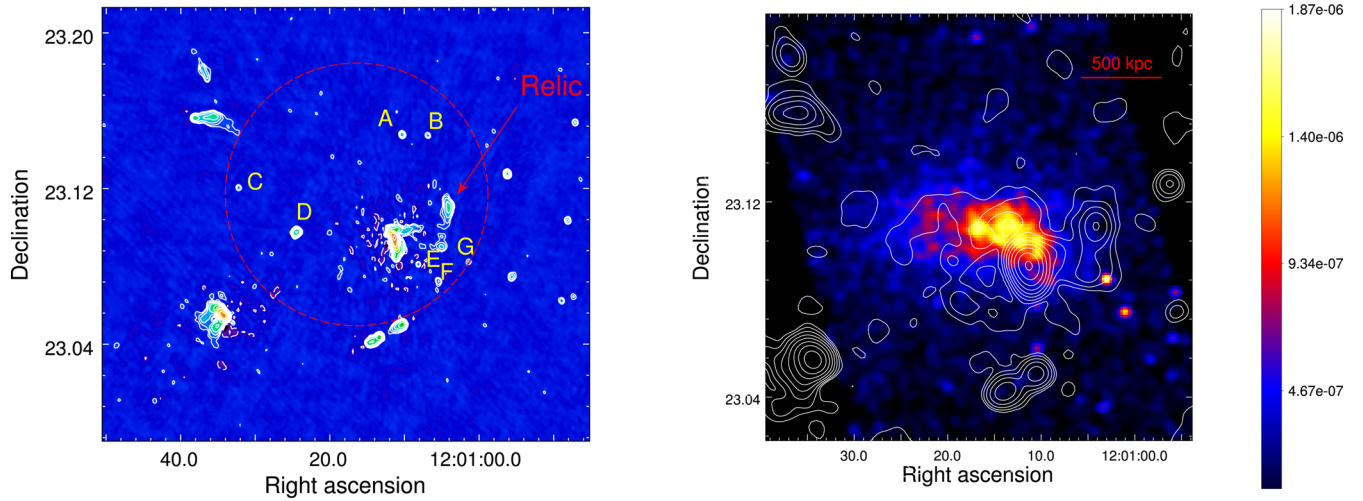 23.20
23.12
23.04
Declination
40.0
20.0
12:01:00.0
Right ascension
Relic
A
B
C
D
E
F
G
500 kpc
23.12
23.04
Declination
30.0
20.0
10.0
12:01:00.0
Right ascension
1.87e-06
1.40e-06
9.34e-07
4.67e-07